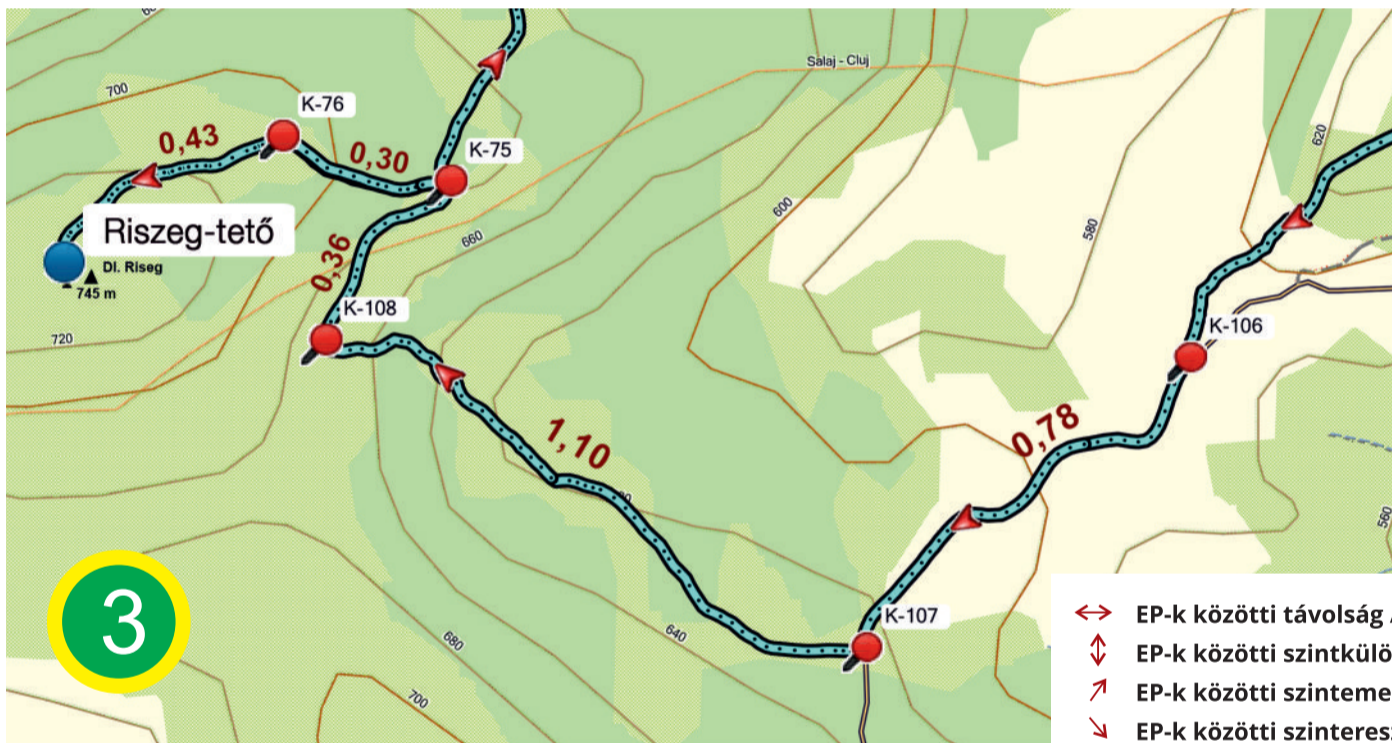 Salaj - Cluj
700
K-76
0,43
0,30
K-75
620
600
580
Riszeg-tető
Dl. Riseg
745 m
660
0,36
K-108
720
K-106
0,78
1,10
560
3
K-107
640
680
700
EP-k közötti távolság
EP-k közötti szintkülö
EP-k közötti szinteme
EP-k közötti szinteresz